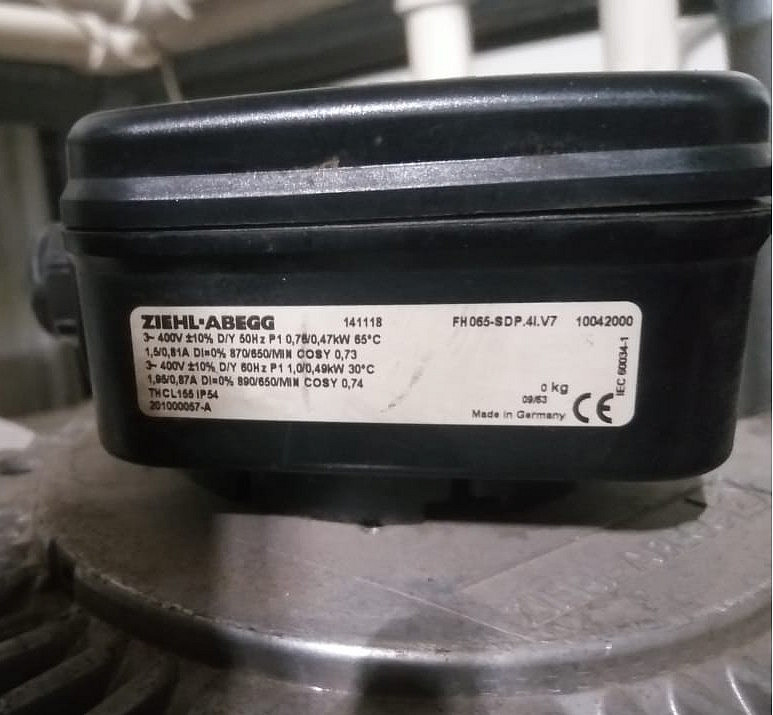 ZIEHL-ABEGG 141118 FH065-SDP.4I.V7 10042000
3~ 400V ±10% D/Y 50Hz P1 0,76/0,47kW 65°C
1,5/0,81A DI=0% 870/650/MIN COSY 0,73
3~ 400V ±10% D/Y 60Hz P1 1,0/0,49kW 30°C
1,95/0,87A DI=0% 890/650/MIN COSY 0,74
THCL155 IP54
201000057-A
0 kg
09/53
Made in Germany CE
IEC 60034-1